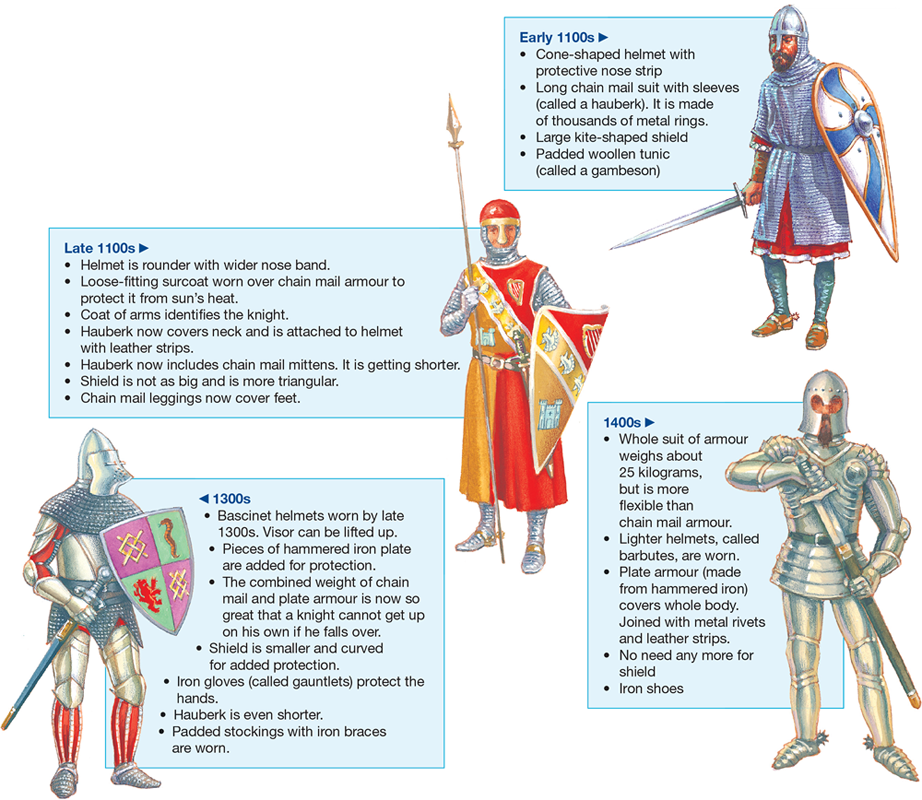 Early 1100s ►
• Cone-shaped helmet with
protective nose strip
• Long chain mail suit with sleeves
(called a hauberk). It is made
of thousands of metal rings.
• Large kite-shaped shield
• Padded woollen tunic
(called a gambeson)
Late 1100s ►
• Helmet is rounder with wider nose band.
• Loose-fitting surcoat worn over chain mail armour to
protect it from sun's heat.
• Coat of arms identifies the knight.
• Hauberk now covers neck and is attached to helmet
with leather strips.
• Hauberk now includes chain mail mittens. It is getting shorter.
• Shield is not as big and is more triangular.
• Chain mail leggings now cover feet.
◄ 1300s
• Bascinet helmets worn by late
1300s. Visor can be lifted up.
• Pieces of hammered iron plate
are added for protection.
• The combined weight of chain
mail and plate armour is now so
great that a knight cannot get up
on his own if he falls over.
• Shield is smaller and curved
for added protection.
• Iron gloves (called gauntlets) protect the
hands.
• Hauberk is even shorter.
• Padded stockings with iron braces
are worn.
1400s ►
• Whole suit of armour
weighs about
25 kilograms,
but is more
flexible than
chain mail armour.
• Lighter helmets, called
barbutes, are worn.
• Plate armour (made
from hammered iron)
covers whole body.
Joined with metal rivets
and leather strips.
• No need any more for
shield
• Iron shoes